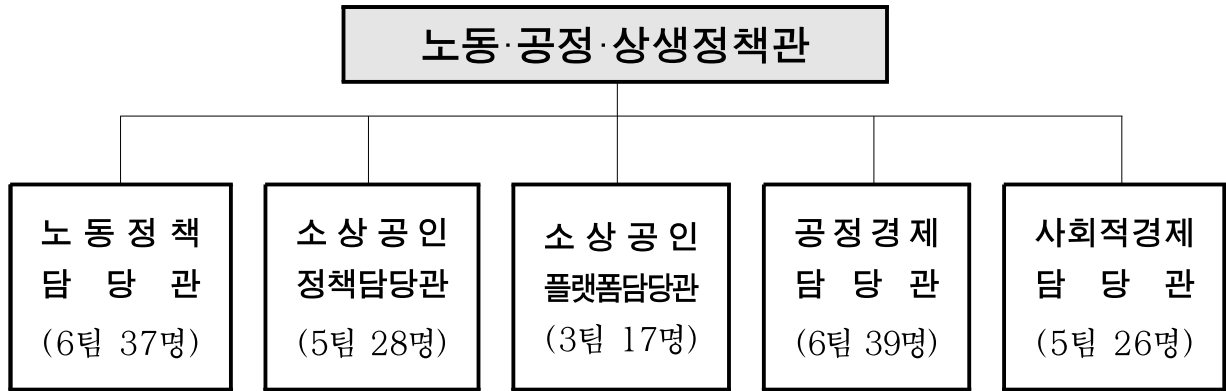 노동·공정·상생정책관
노 동 정 책
담 당 관
(6팀 37명)
소 상 공 인
정책담당관
(5팀 28명)
소 상 공 인
플랫폼담당관
(3팀 17명)
공 정 경 제
담 당 관
(6팀 39명)
사회적경제
담 당 관
(5팀 26명)